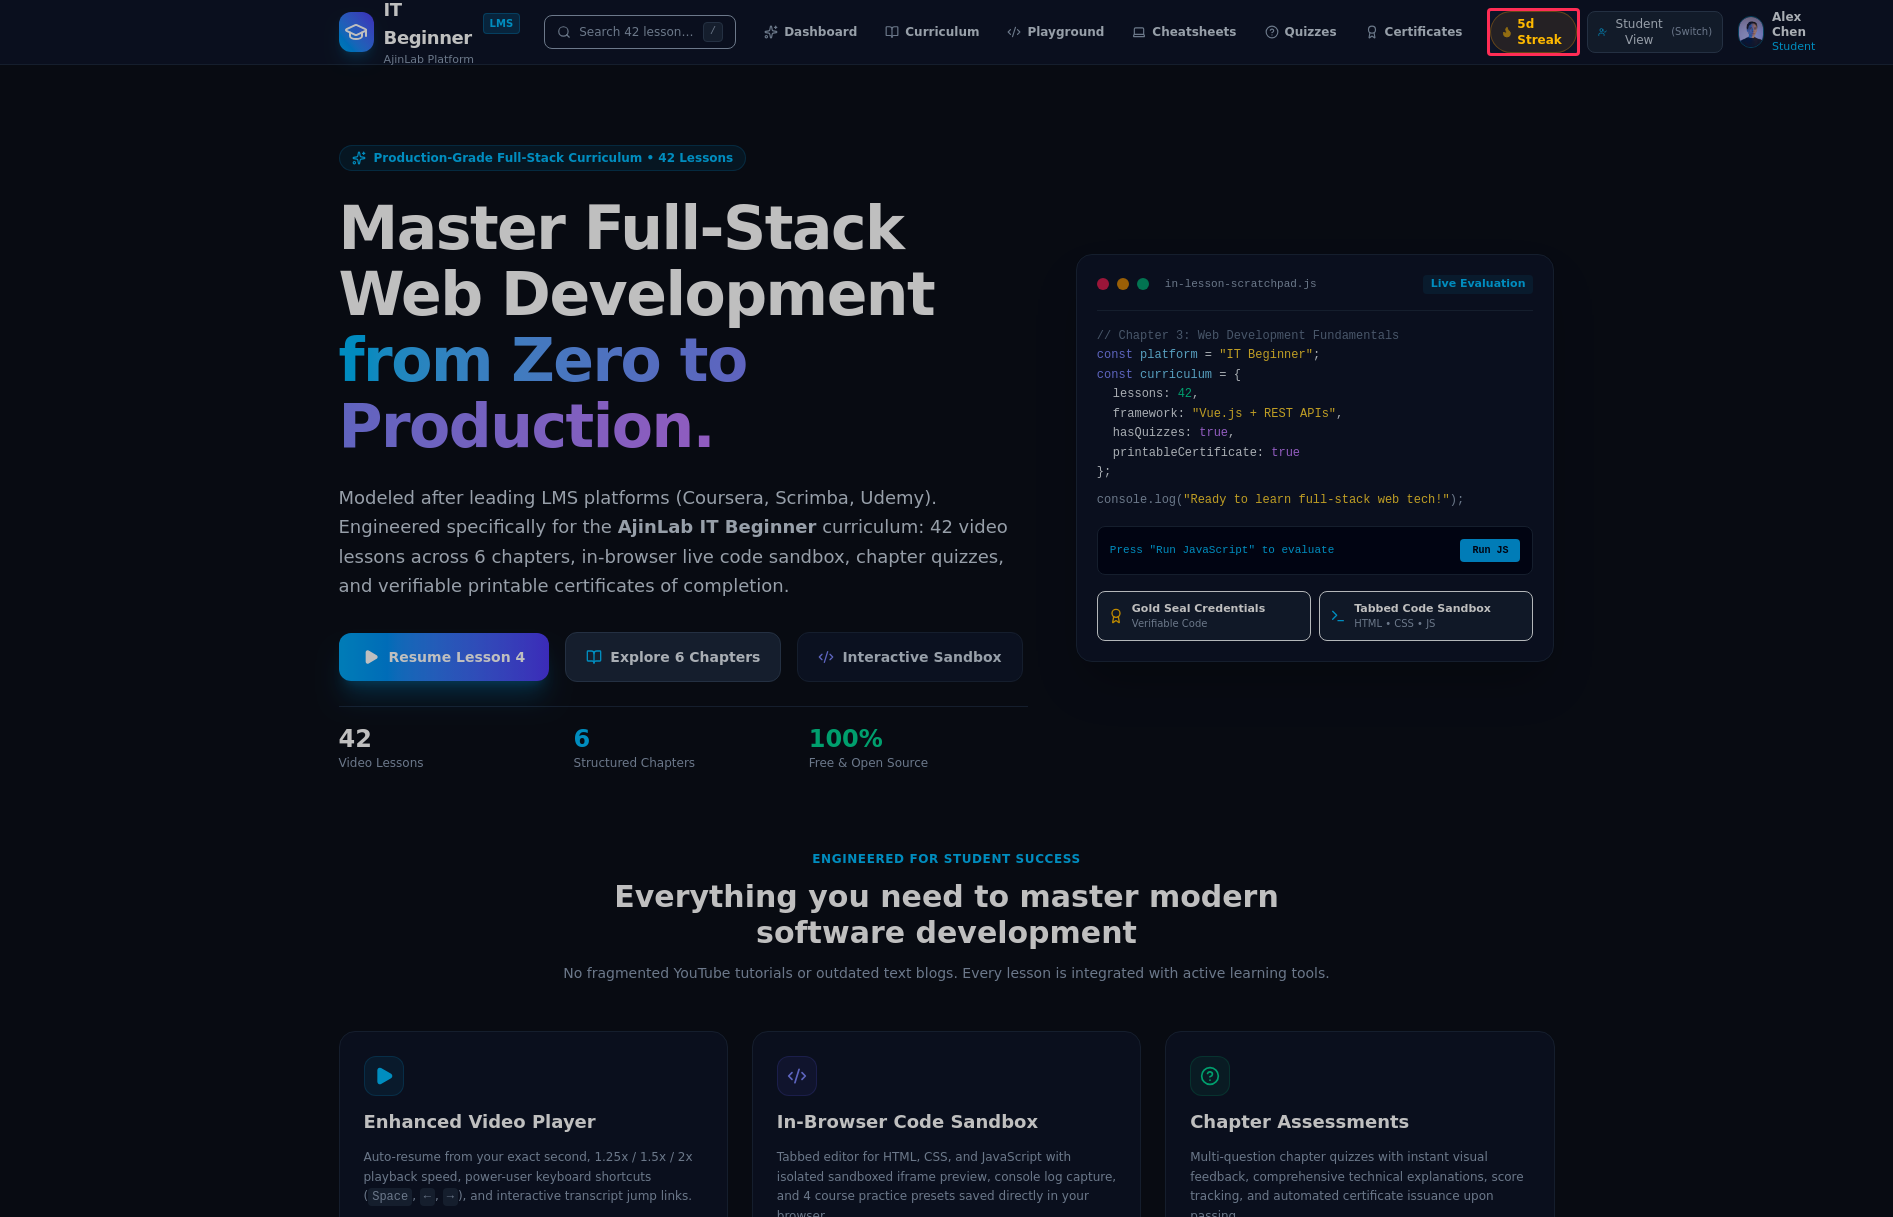 IT
Beginner
LMS
AjinLab Platform
Search 42 lesson...
/
Dashboard
Curriculum
Playground
Cheatsheets
Quizzes
Certificates
5d
Streak
Student
View
(Switch)
Alex
Chen
Student
Production-Grade Full-Stack Curriculum • 42 Lessons
Master Full-Stack
Web Development
from Zero to
Production.
Modeled after leading LMS platforms (Coursera, Scrimba, Udemy).
Engineered specifically for the AjinLab IT Beginner curriculum: 42 video
lessons across 6 chapters, in-browser live code sandbox, chapter quizzes,
and verifiable printable certificates of completion.
Resume Lesson 4
Explore 6 Chapters
Interactive Sandbox
42
Video Lessons
6
Structured Chapters
100%
Free & Open Source
in-lesson-scratchpad.js
Live Evaluation
// Chapter 3: Web Development Fundamentals
const platform = "IT Beginner";
const curriculum = {
lessons: 42,
framework: "Vue.js + REST APIs",
hasQuizzes: true,
printableCertificate: true
};
console.log("Ready to learn full-stack web tech!");
Press "Run JavaScript" to evaluate
Run JS
Gold Seal Credentials
Verifiable Code
Tabbed Code Sandbox
HTML • CSS • JS
ENGINEERED FOR STUDENT SUCCESS
Everything you need to master modern
software development
No fragmented YouTube tutorials or outdated text blogs. Every lesson is integrated with active learning tools.
Enhanced Video Player
Auto-resume from your exact second, 1.25x / 1.5x / 2x
playback speed, power-user keyboard shortcuts
(Space, ←, →), and interactive transcript jump links.
In-Browser Code Sandbox
Tabbed editor for HTML, CSS, and JavaScript with
isolated sandboxed iframe preview, console log capture,
and 4 course practice presets saved directly in your
browser.
Chapter Assessments
Multi-question chapter quizzes with instant visual
feedback, comprehensive technical explanations, score
tracking, and automated certificate issuance upon
passing.